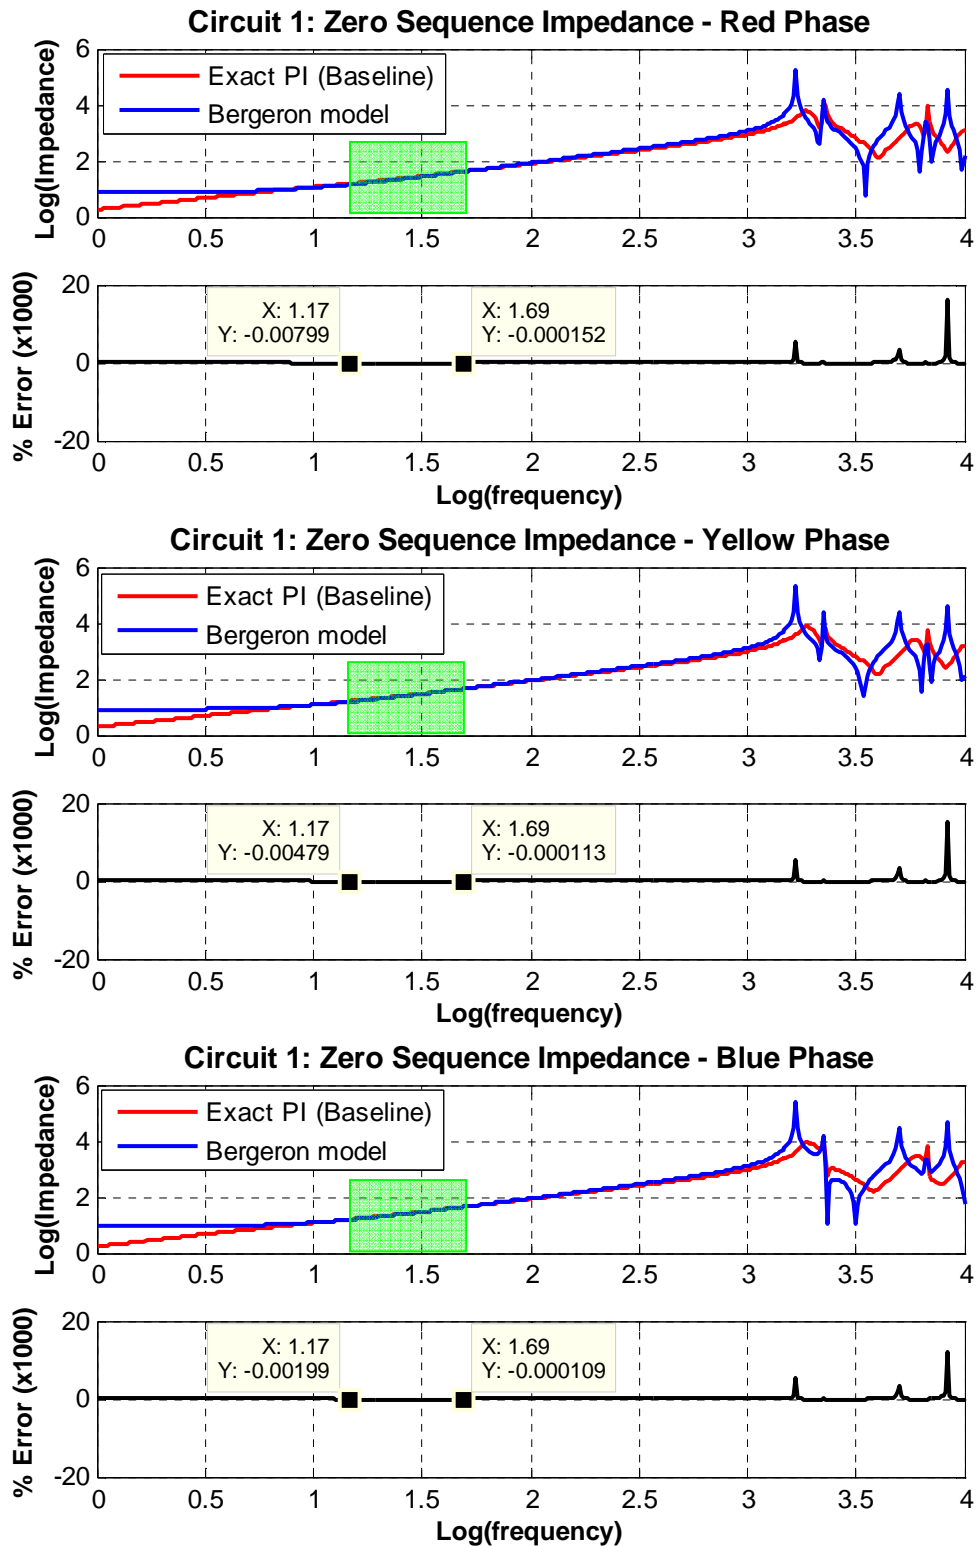 Circuit 1: Zero Sequence Impedance - Red Phase
Log(Impedance)
6
4
2
0
Exact PI (Baseline)
Bergeron model
0 0.5 1 1.5 2 2.5 3 3.5 4
% Error (x1000)
20
0
-20
X: 1.17
Y: -0.00799
X: 1.69
Y: -0.000152
0 0.5 1 1.5 2 2.5 3 3.5 4
Log(frequency)
Circuit 1: Zero Sequence Impedance - Yellow Phase
Log(Impedance)
6
4
2
0
Exact PI (Baseline)
Bergeron model
0 0.5 1 1.5 2 2.5 3 3.5 4
% Error (x1000)
20
0
-20
X: 1.17
Y: -0.00479
X: 1.69
Y: -0.000113
0 0.5 1 1.5 2 2.5 3 3.5 4
Log(frequency)
Circuit 1: Zero Sequence Impedance - Blue Phase
Log(Impedance)
6
4
2
0
Exact PI (Baseline)
Bergeron model
0 0.5 1 1.5 2 2.5 3 3.5 4
% Error (x1000)
20
0
-20
X: 1.17
Y: -0.00199
X: 1.69
Y: -0.000109
0 0.5 1 1.5 2 2.5 3 3.5 4
Log(frequency)